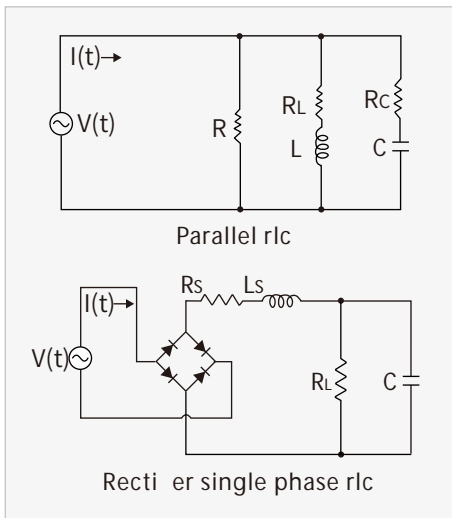 I(t)
V(t)
R
RL
L
RC
C
Parallel rlc
RS
LS
I(t)
V(t)
RL
C
Recti er single phase rlc